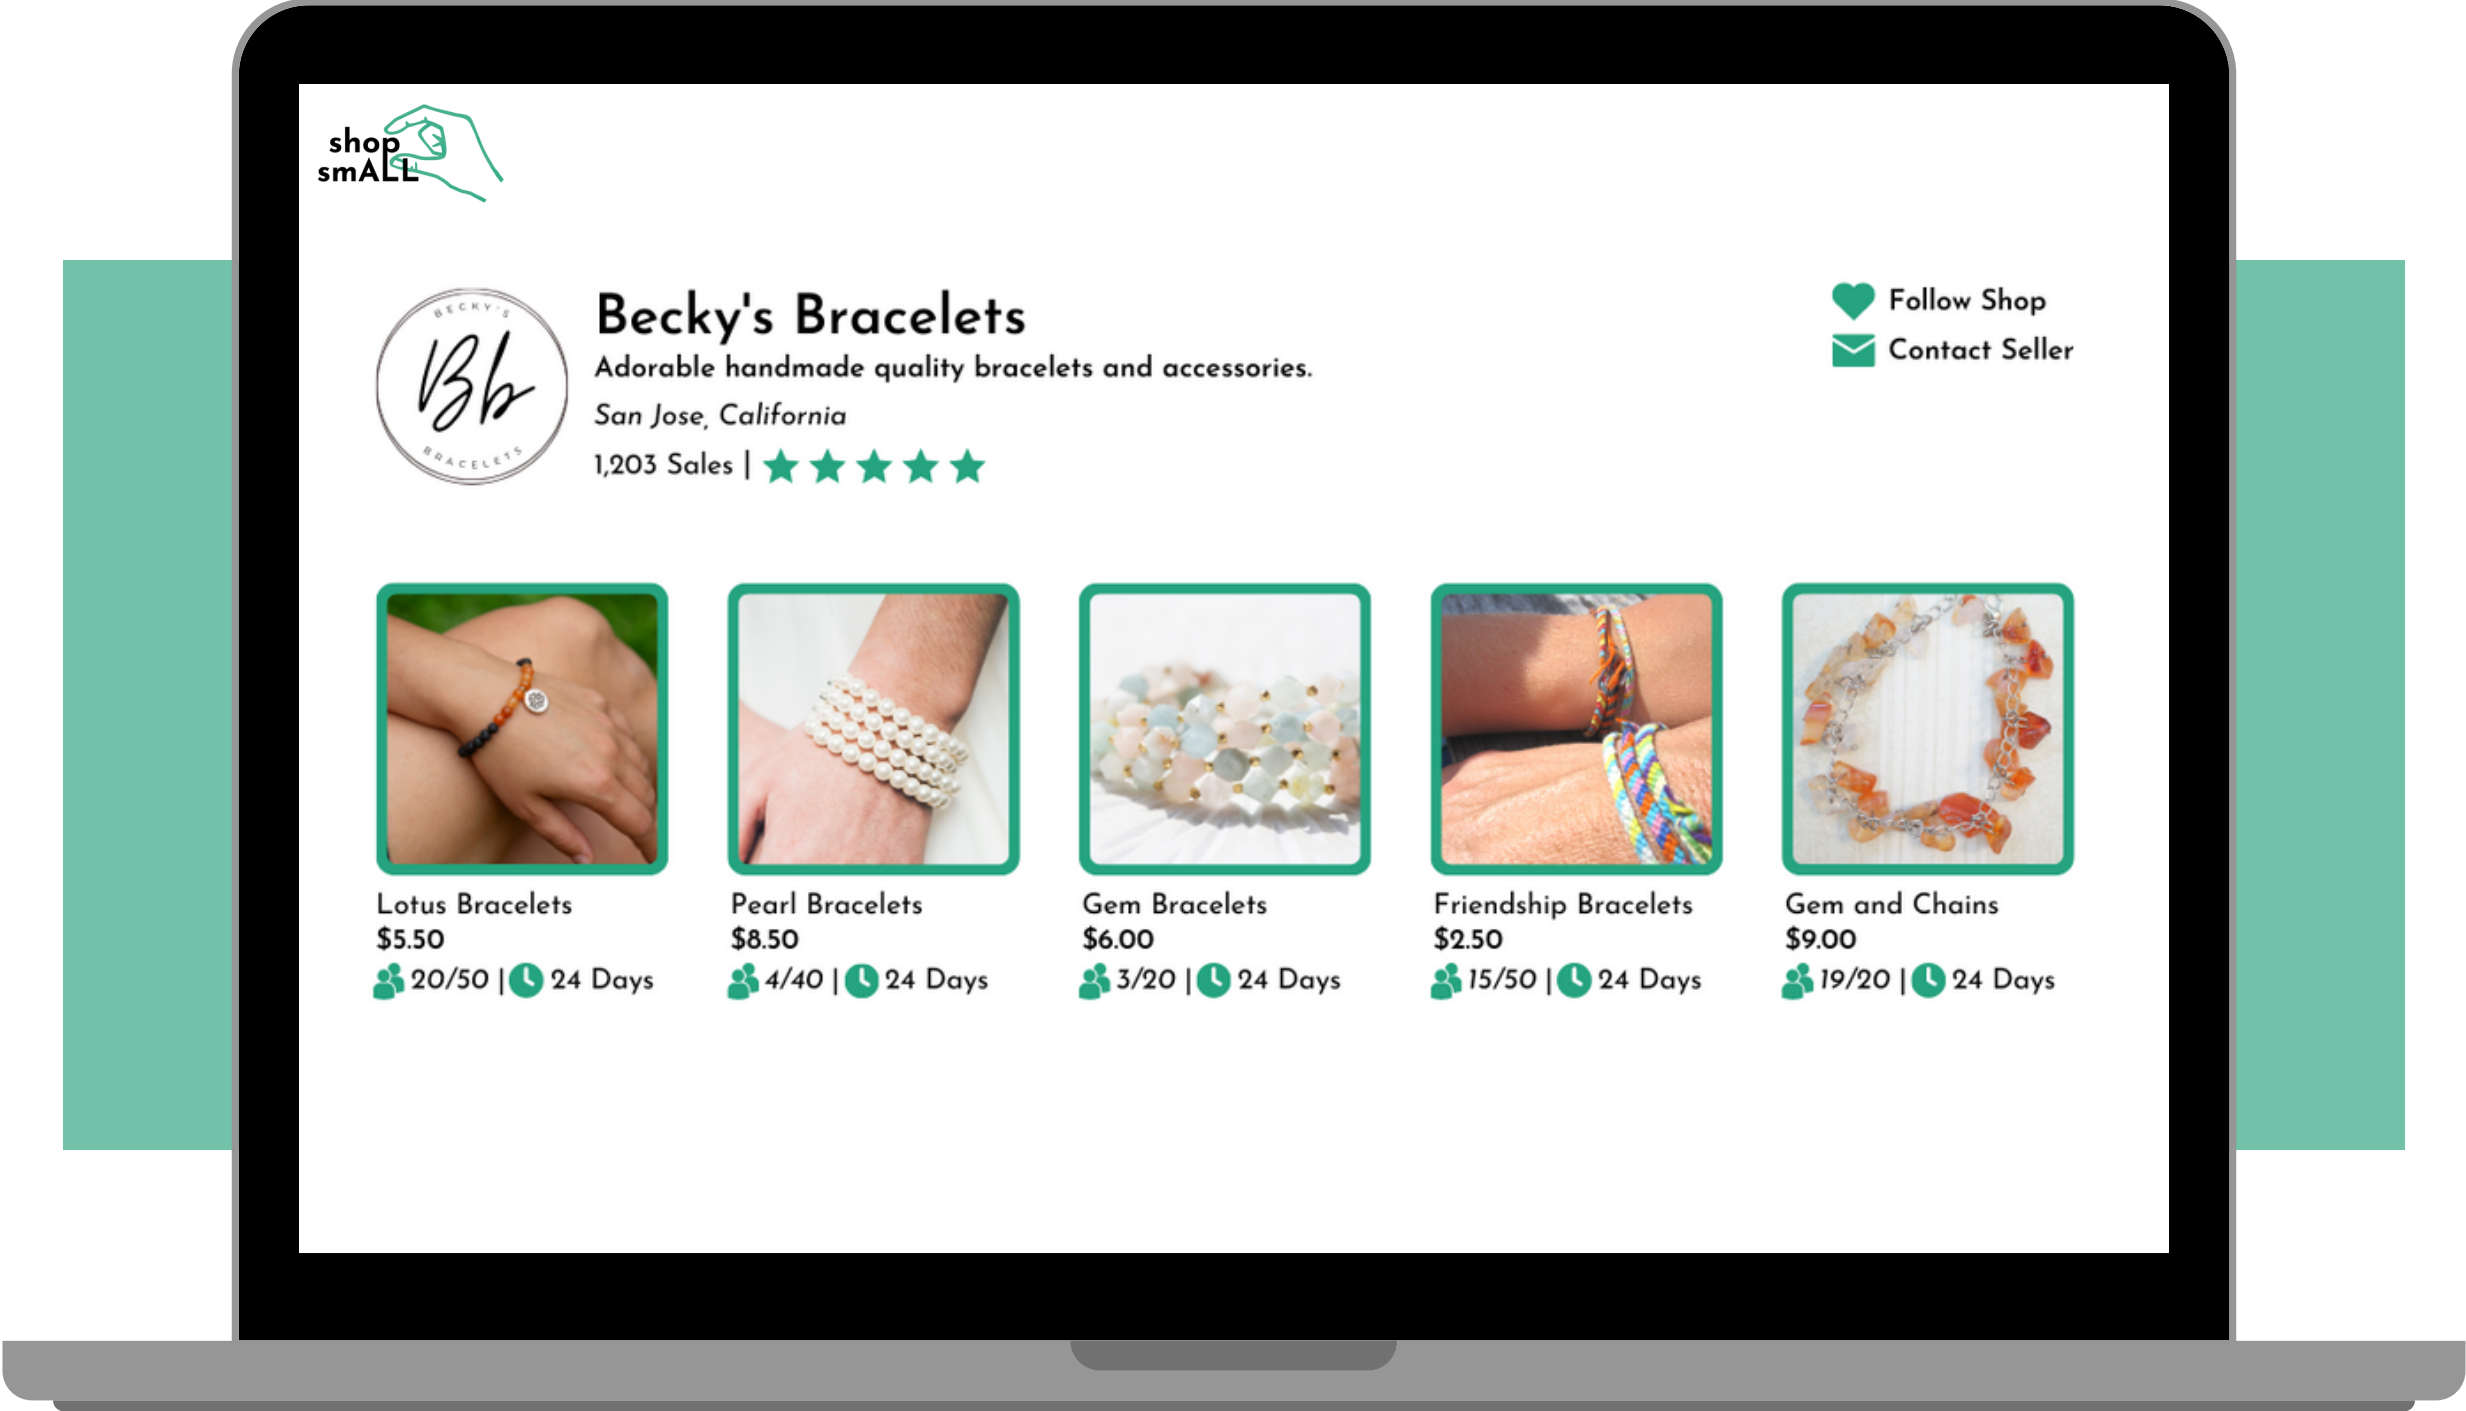 shop
smALL
BECKY'S
Bb
BRACELETS
Becky's Bracelets
Adorable handmade quality bracelets and accessories.
San Jose, California
1,203 Sales |
Follow Shop
Contact Seller
Lotus Bracelets
$5.50
20/50 | 24 Days
Pearl Bracelets
$8.50
4/40 | 24 Days
Gem Bracelets
$6.00
3/20 | 24 Days
Friendship Bracelets
$2.50
15/50 | 24 Days
Gem and Chains
$9.00
19/20 | 24 Days